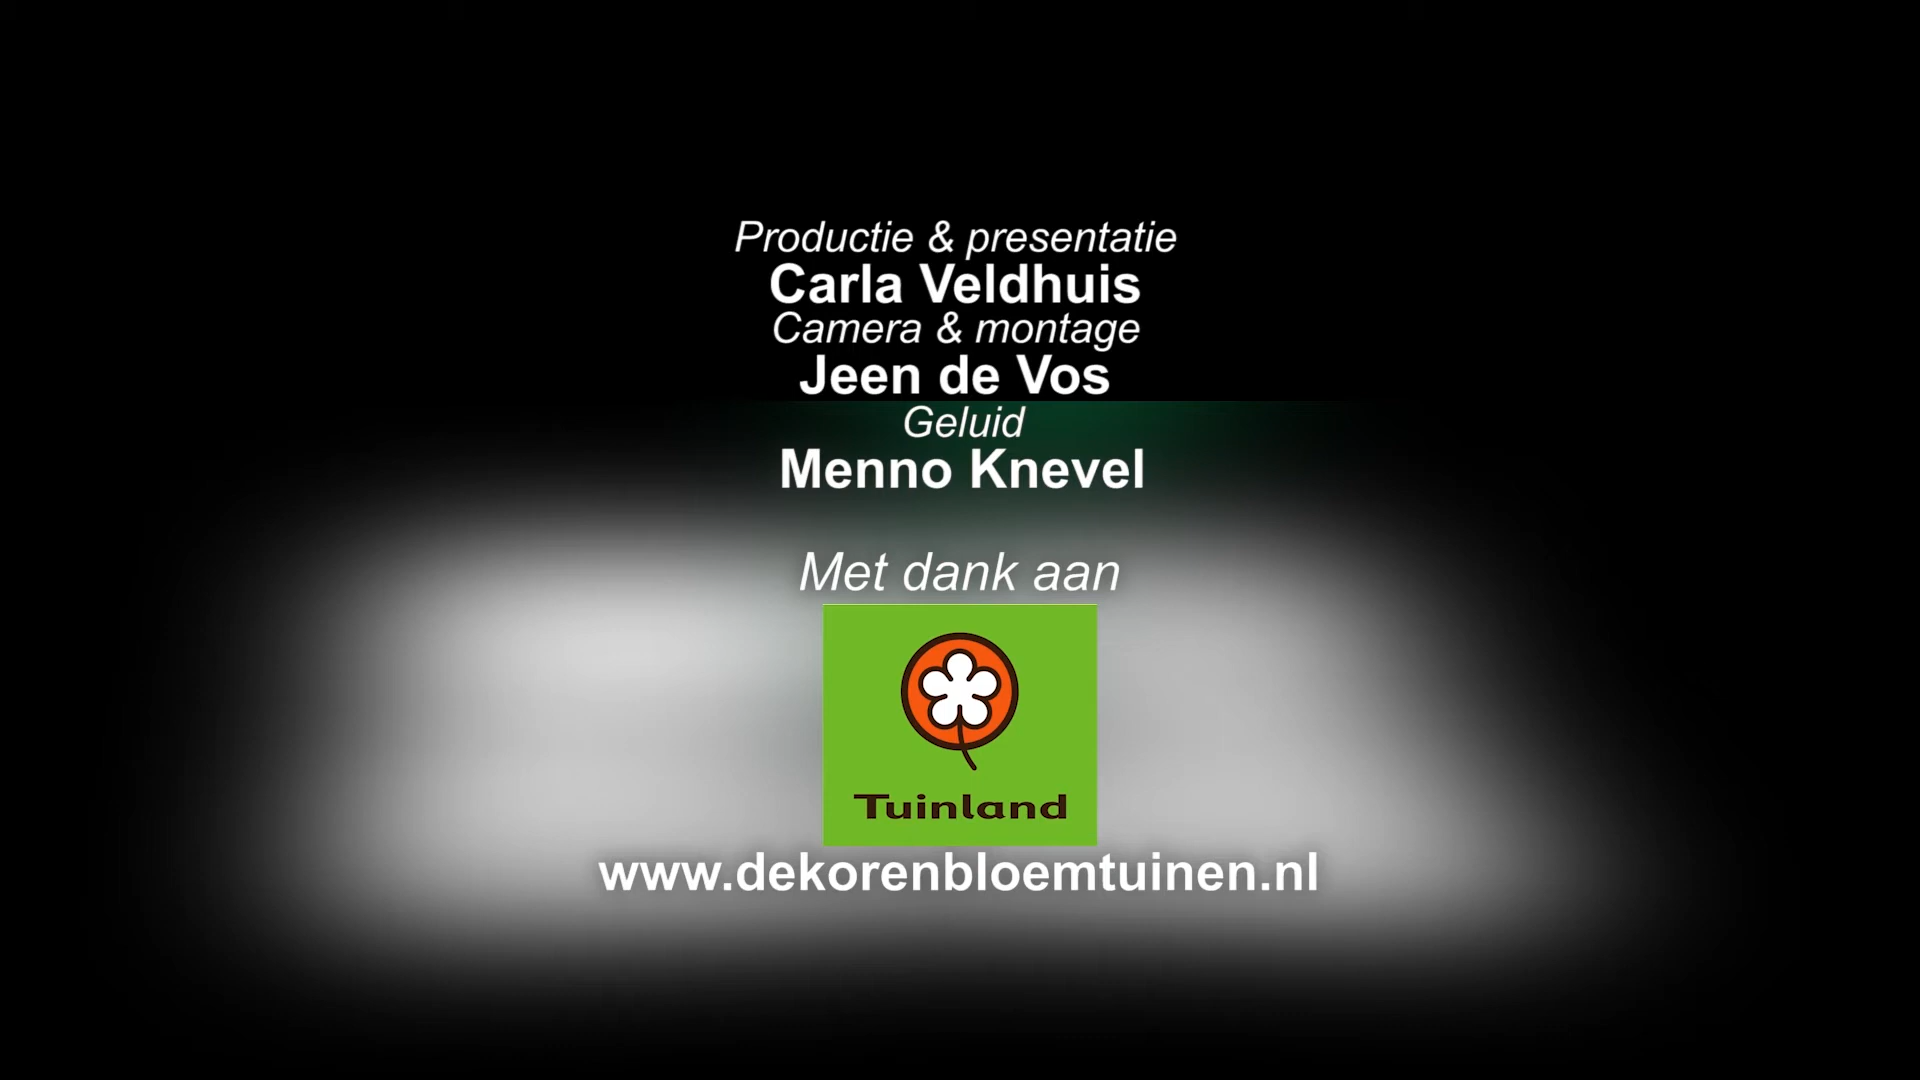 Productie & presentatie
Carla Veldhuis
Camera & montage
Jeen de Vos
Geluid
Menno Knevel
Met dank aan
Tuinland
www.dekorenbloemtuinen.nl